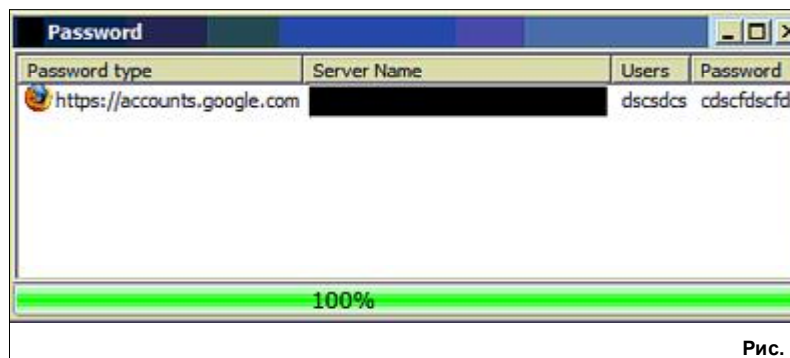 Password
Password type Server Name Users Password
https://accounts.google.com dscsdcs cdscfdscfd
100%
Рис.